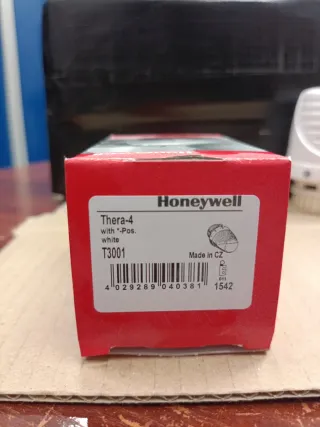 Honeywell
Thera-4
with *-Pos.
white
T3001
Made in CZ
4 029289 040381
1542